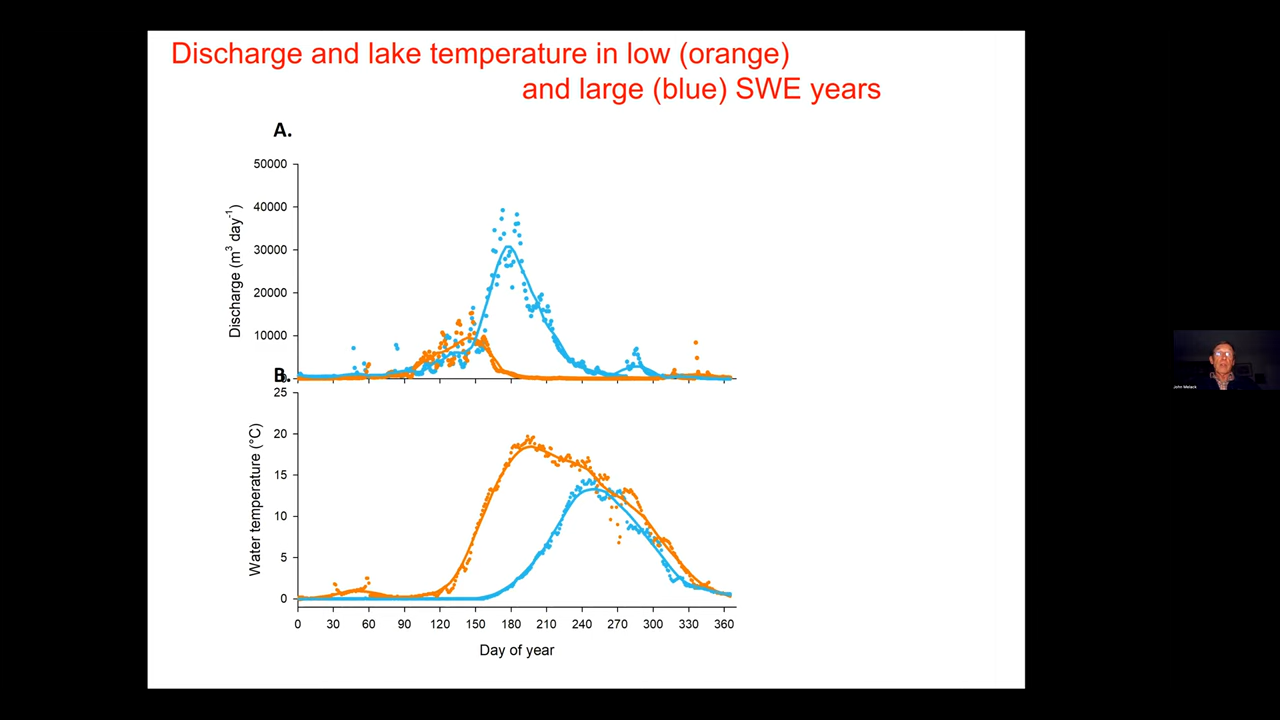 Discharge and lake temperature in low (orange)
and large (blue) SWE years
A.
50000
40000
30000
20000
10000
Discharge (m³ day⁻¹)
B.
25
20
15
10
5
0
Water temperature (°C)
0 30 60 90 120 150 180 210 240 270 300 330 360
Day of year
John Melack